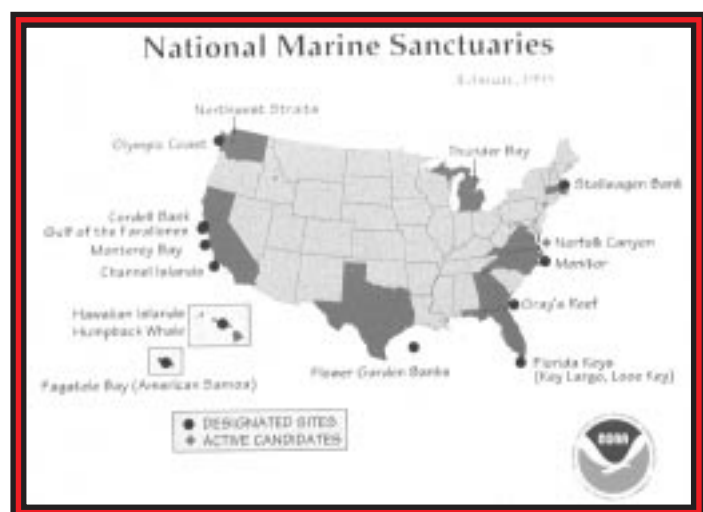 National Marine Sanctuaries
Northwest Straits
Olympic Coast
Thunder Bay
Stellwagen Bank
Cordell Bank
Gulf of the Farallones
Monterey Bay
Channel Islands
Norfolk Canyon
Monitor
Gray's Reef
Hawaiian Islands
Humpback Whale
Flower Garden Banks
Florida Keys
(Key Largo, Looe Key)
Fagatele Bay (American Samoa)
DESIGNATED SITES
ACTIVE CANDIDATES
NOAA